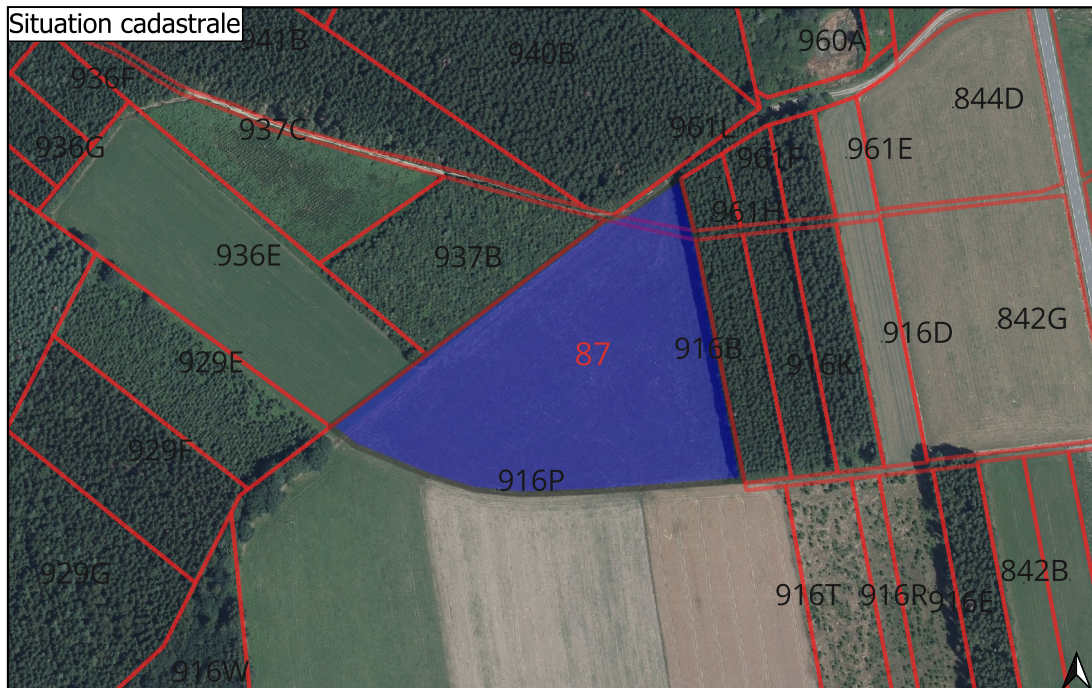 Situation cadastrale
941B
940B
960A
936F
844D
937C
961L
936G
961F
961E
961H
936E
937B
842G
916D
87
916B
929E
916K
929F
916P
929G
842B
916T
916R
916E
916W